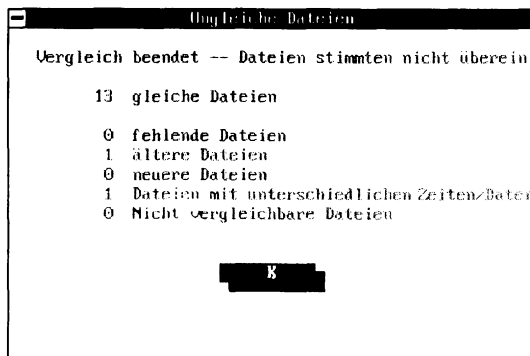 Ungleiche Dateien
Vergleich beendet -- Dateien stimmten nicht überein
13 gleiche Dateien
0 fehlende Dateien
1 ältere Dateien
0 neuere Dateien
1 Dateien mit unterschiedlichen Zeiten/Daten
0 Nicht vergleichbare Dateien
K